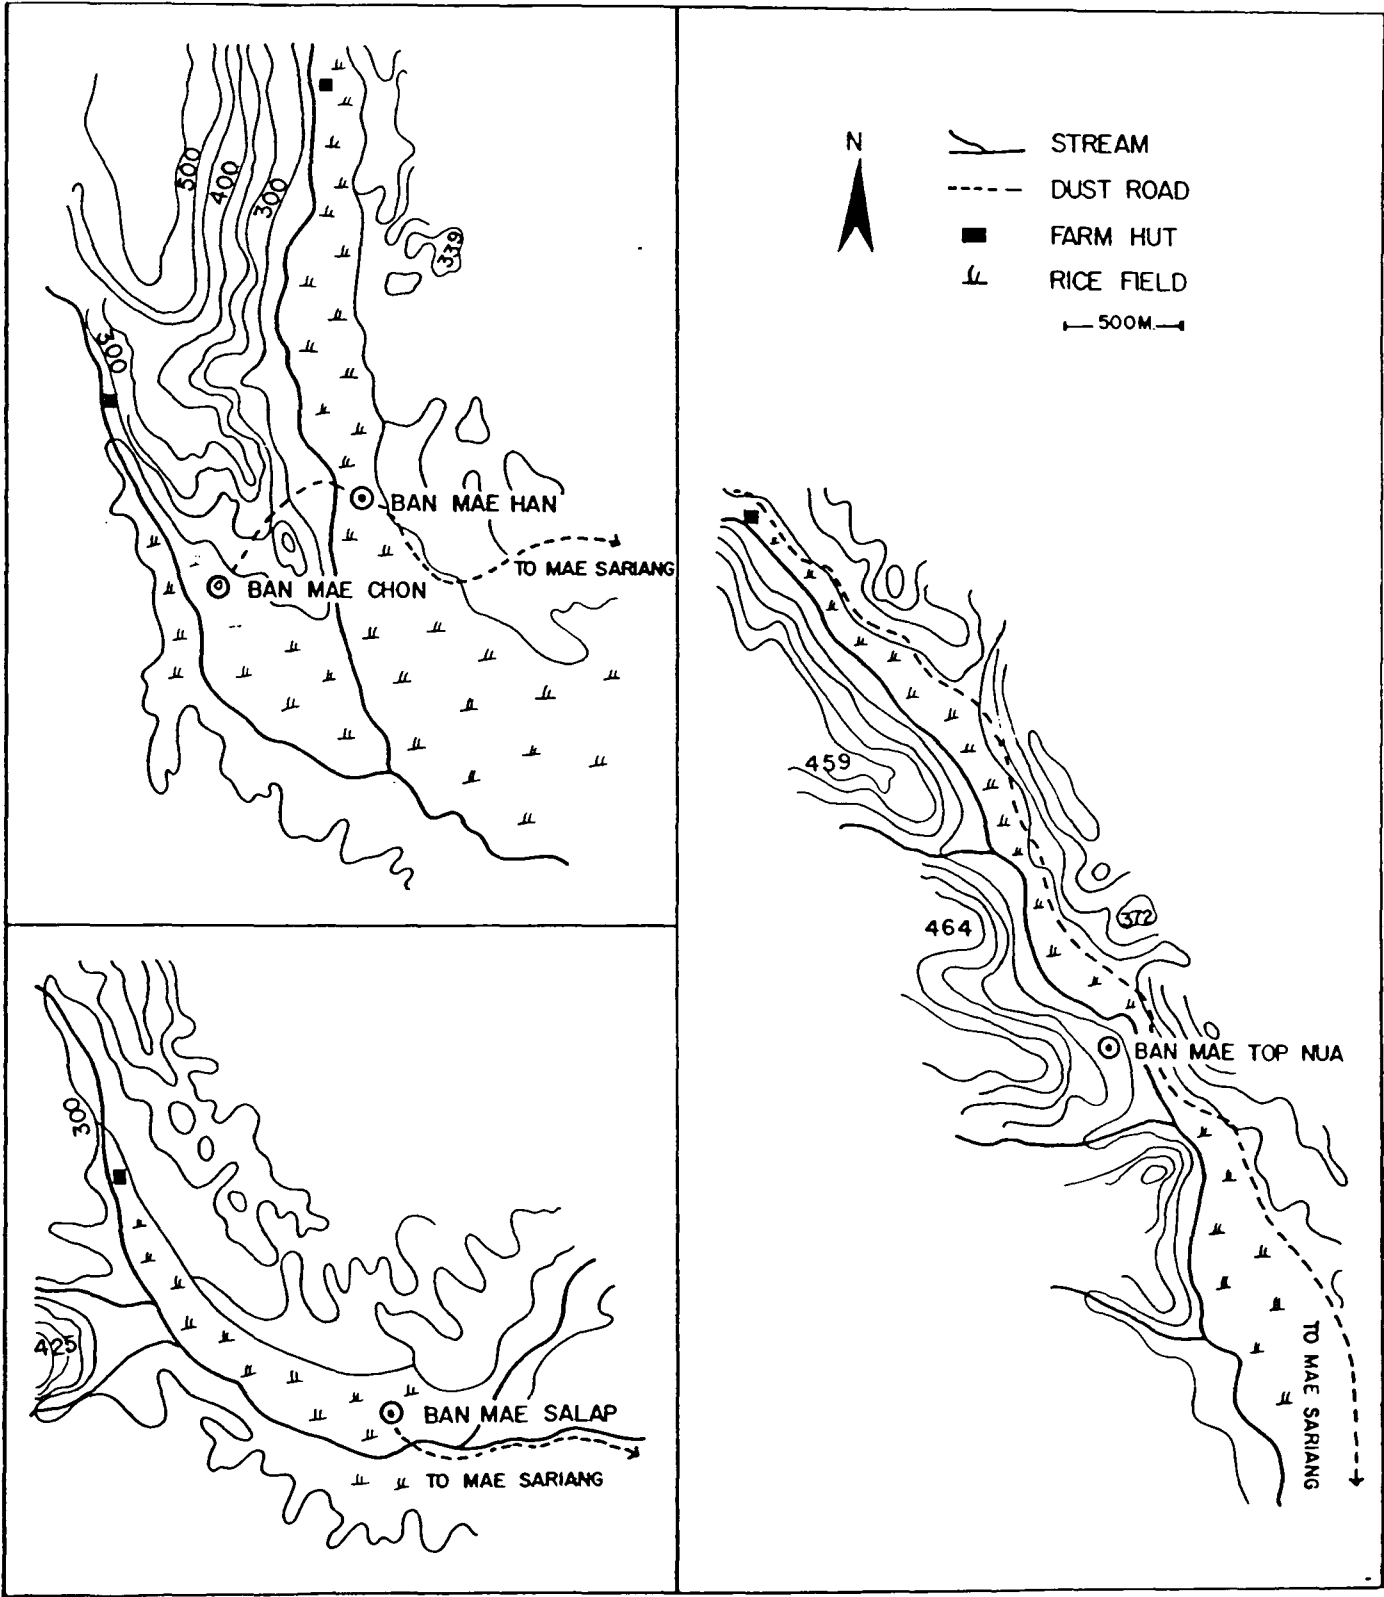 500
400
300
339
300
BAN MAE HAN
TO MAE SARIANG
BAN MAE CHON
N
STREAM
DUST ROAD
FARM HUT
RICE FIELD
500M.
459
464
372
BAN MAE TOP NUA
TO MAE SARIANG
300
425
BAN MAE SALAP
TO MAE SARIANG